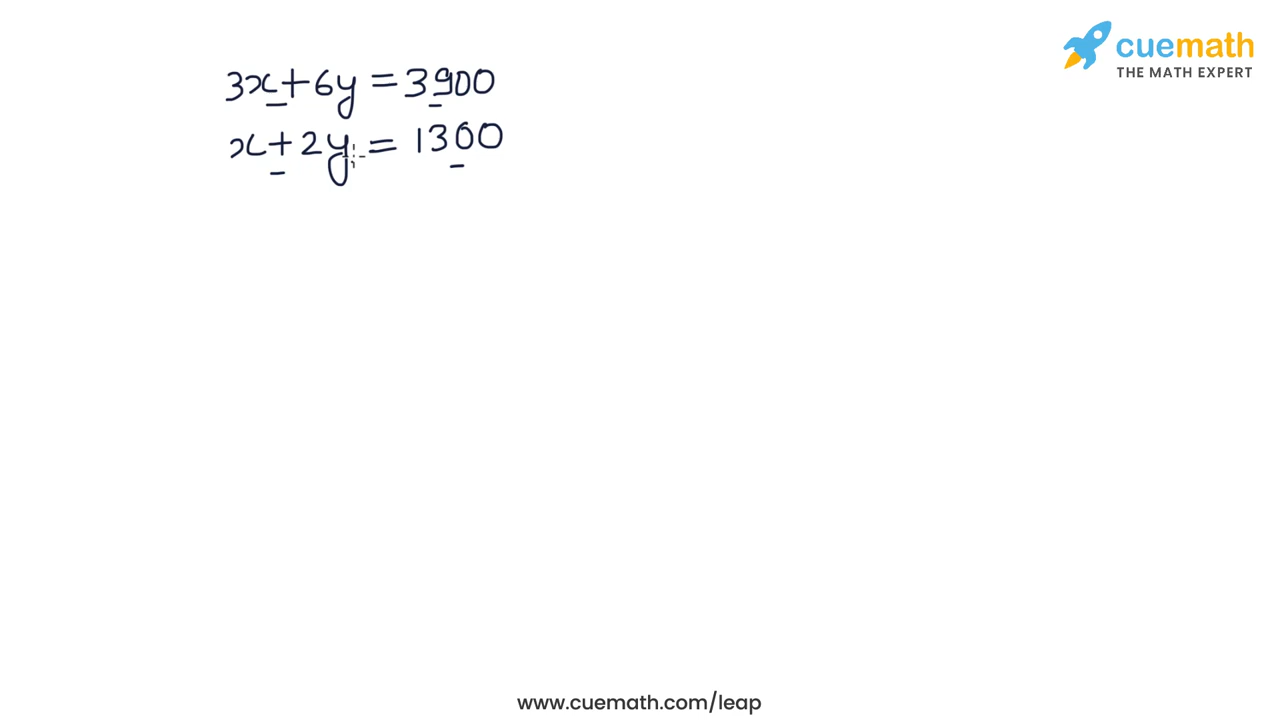 cuemath
THE MATH EXPERT
3x+6y=3900
x+2y=1300
www.cuemath.com/leap